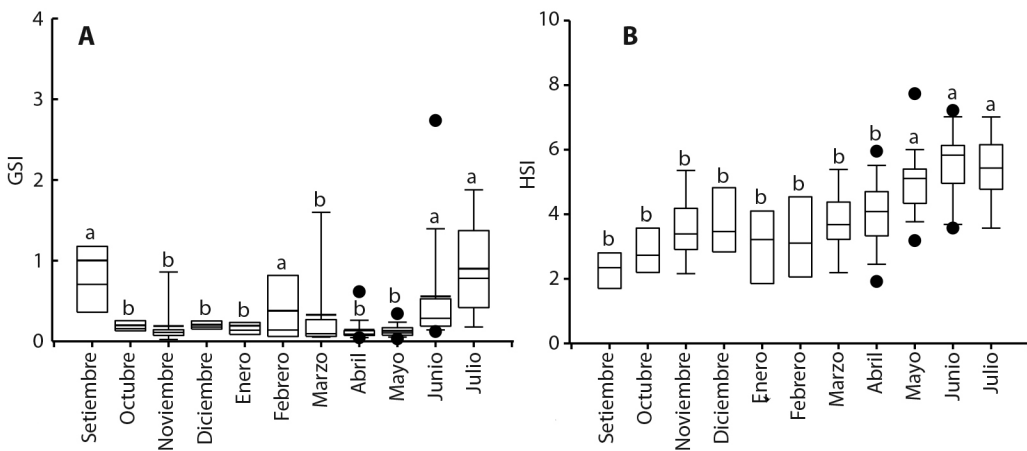 A
GSI
4
3
2
1
0
a
b
b
b
b
a
b
b
b
a
a
Setiembre
Octubre
Noviembre
Diciembre
Enero
Febrero
Marzo
Abril
Mayo
Junio
Julio
B
HSI
10
8
6
4
2
0
b
b
b
b
b
b
b
b
a
a
a
Setiembre
Octubre
Noviembre
Diciembre
Enero
Febrero
Marzo
Abril
Mayo
Junio
Julio